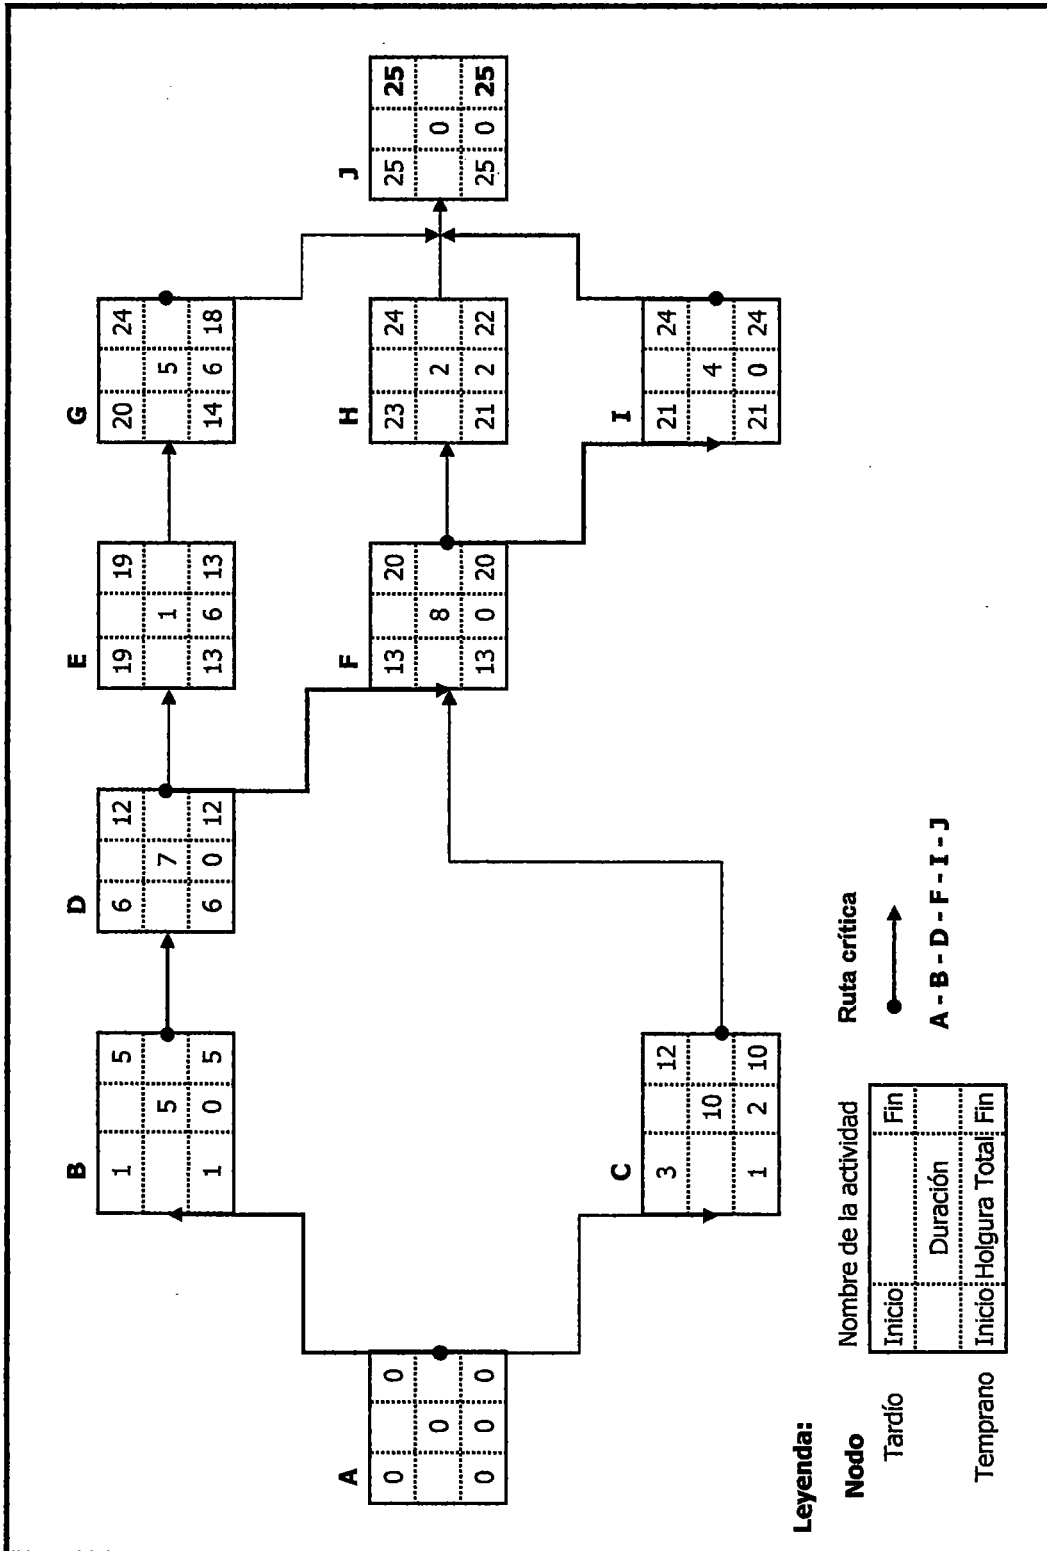 B
1 5
5
1 0 5
D
6 12
7
6 0 12
E
19 19
1
13 6 13
G
20 24
5
14 6 18
A
0 0
0
0 0 0
F
13 20
8
13 0 20
H
23 24
2
21 2 22
J
25 25
0
25 0 25
C
3 12
10
1 2 10
I
21 24
4
21 0 24
Leyenda:
Nodo
Nombre de la actividad
Tardío
Inicio Fin
Duración
Temprano
Inicio Holgura Total Fin
Ruta crítica
A - B - D - F - I - J